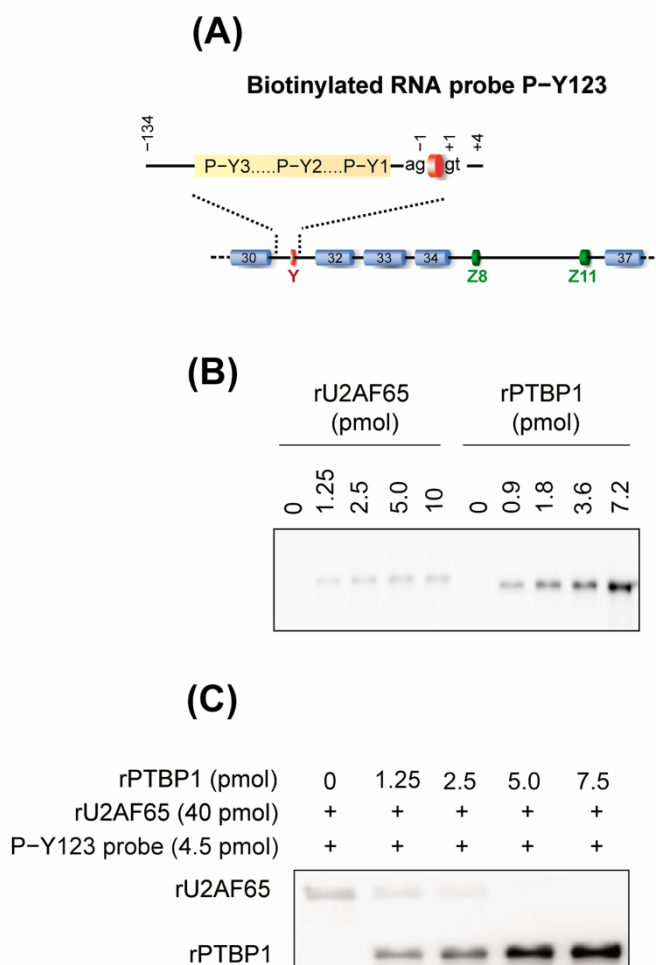 (A)
Biotinylated RNA probe P−Y123
−134 −1 +1 +4
P−Y3.....P−Y2....P−Y1 ag gt
30 32 33 34 37
Y Z8 Z11
(B)
rU2AF65 rPTBP1
(pmol) (pmol)
0 1.25 2.5 5.0 10 0 0.9 1.8 3.6 7.2
(C)
rPTBP1 (pmol) 0 1.25 2.5 5.0 7.5
rU2AF65 (40 pmol) + + + + +
P−Y123 probe (4.5 pmol) + + + + +
rU2AF65
rPTBP1